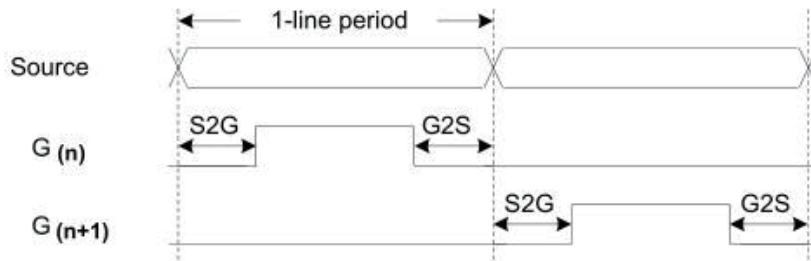 1-line period
Source
S2G G2S
G (n)
S2G G2S
G (n+1)